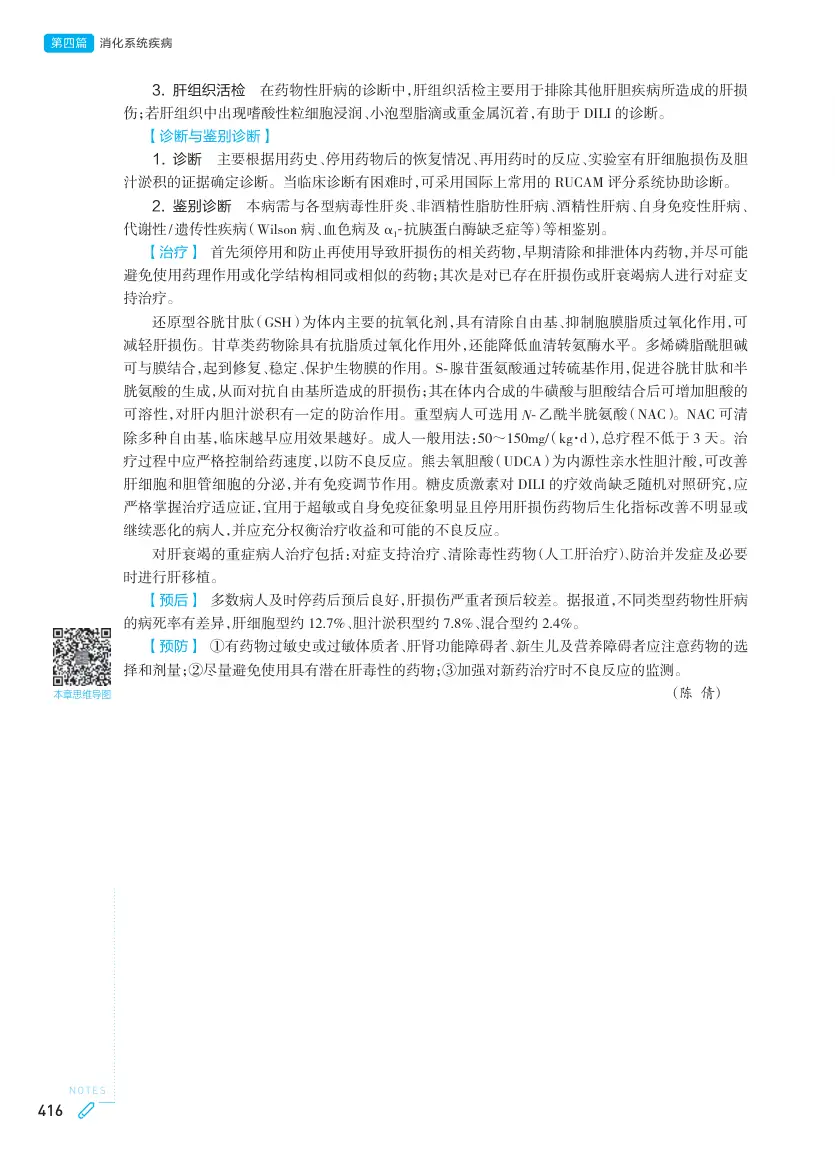 第四篇 消化系统疾病
3. 肝组织活检 在药物性肝病的诊断中,肝组织活检主要用于排除其他肝胆疾病所造成的肝损
伤;若肝组织中出现嗜酸性粒细胞浸润、小泡型脂滴或重金属沉着,有助于 DILI 的诊断。
【诊断与鉴别诊断】
1. 诊断 主要根据用药史、停用药物后的恢复情况、再用药时的反应、实验室有肝细胞损伤及胆
汁淤积的证据确定诊断。当临床诊断有困难时,可采用国际上常用的 RUCAM 评分系统协助诊断。
2. 鉴别诊断 本病需与各型病毒性肝炎、非酒精性脂肪性肝病、酒精性肝病、自身免疫性肝病、
代谢性/遗传性疾病(Wilson 病、血色病及 α₁-抗胰蛋白酶缺乏症等)等相鉴别。
【治疗】 首先须停用和防止再使用导致肝损伤的相关药物,早期清除和排泄体内药物,并尽可能
避免使用药理作用或化学结构相同或相似的药物;其次是对已存在肝损伤或肝衰竭病人进行对症支
持治疗。
还原型谷胱甘肽(GSH)为体内主要的抗氧化剂,具有清除自由基、抑制胞膜脂质过氧化作用,可
减轻肝损伤。甘草类药物除具有抗脂质过氧化作用外,还能降低血清转氨酶水平。多烯磷脂酰胆碱
可与膜结合,起到修复、稳定、保护生物膜的作用。S-腺苷蛋氨酸通过转硫基作用,促进谷胱甘肽和半
胱氨酸的生成,从而对抗自由基所造成的肝损伤;其在体内合成的牛磺酸与胆酸结合后可增加胆酸的
可溶性,对肝内胆汁淤积有一定的防治作用。重型病人可选用 N-乙酰半胱氨酸(NAC)。NAC 可清
除多种自由基,临床越早应用效果越好。成人一般用法:50～150mg/(kg·d),总疗程不低于 3 天。治
疗过程中应严格控制给药速度,以防不良反应。熊去氧胆酸(UDCA)为内源性亲水性胆汁酸,可改善
肝细胞和胆管细胞的分泌,并有免疫调节作用。糖皮质激素对 DILI 的疗效尚缺乏随机对照研究,应
严格掌握治疗适应证,宜用于超敏或自身免疫征象明显且停用肝损伤药物后生化指标改善不明显或
继续恶化的病人,并应充分权衡治疗收益和可能的不良反应。
对肝衰竭的重症病人治疗包括:对症支持治疗、清除毒性药物(人工肝治疗)、防治并发症及必要
时进行肝移植。
【预后】 多数病人及时停药后预后良好,肝损伤严重者预后较差。据报道,不同类型药物性肝病
的病死率有差异,肝细胞型约 12.7%、胆汁淤积型约 7.8%、混合型约 2.4%。
【预防】 ①有药物过敏史或过敏体质者、肝肾功能障碍者、新生儿及营养障碍者应注意药物的选
择和剂量;②尽量避免使用具有潜在肝毒性的药物;③加强对新药治疗时不良反应的监测。
本章思维导图
(陈 倩)
NOTES
416